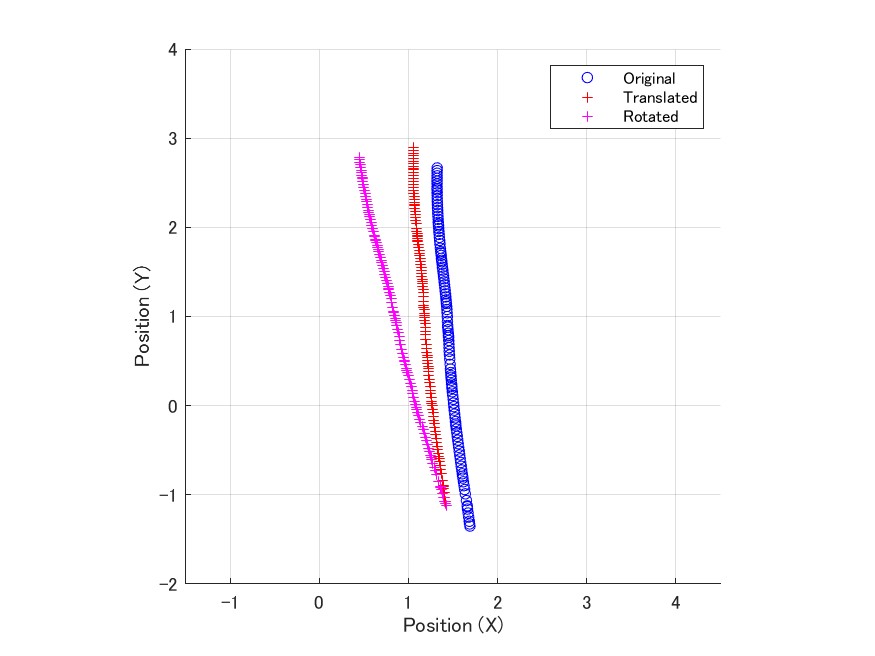 4
3
2
1
0
-1
-2
Position (Y)
Original
Translated
Rotated
-1 0 1 2 3 4
Position (X)